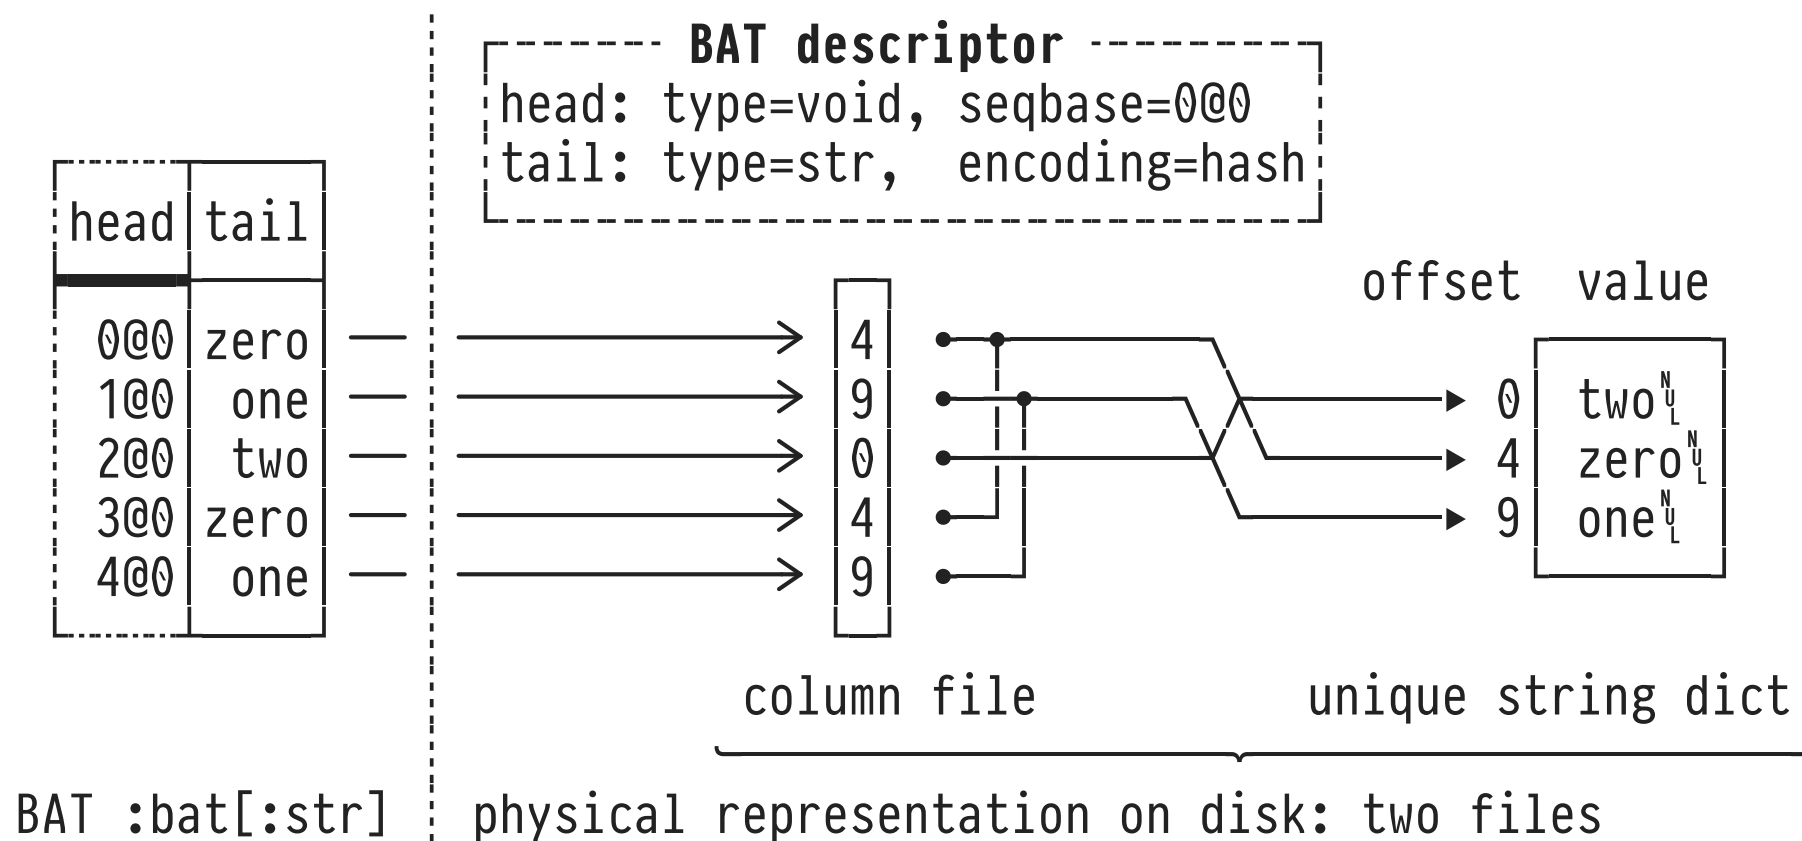 BAT descriptor
head: type=void, seqbase=0@0
tail: type=str,  encoding=hash
head tail
offset value
0@0 zero 4
1@0 one 9 0 two␀
2@0 two 0 4 zero␀
3@0 zero 4 9 one␀
4@0 one 9
column file unique string dict
BAT :bat[:str] physical representation on disk: two files